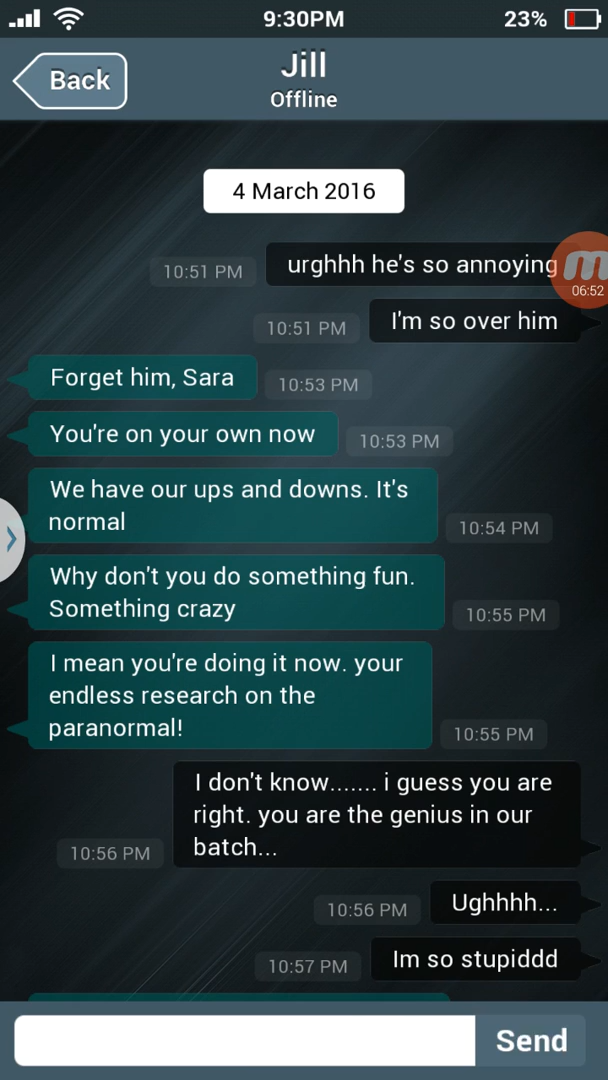 9:30PM
23%
Back
Jill
Offline
4 March 2016
10:51 PM
urghhh he's so annoying
06:52
10:51 PM
I'm so over him
Forget him, Sara
10:53 PM
You're on your own now
10:53 PM
We have our ups and downs. It's
normal
10:54 PM
Why don't you do something fun.
Something crazy
10:55 PM
I mean you're doing it now. your
endless research on the
paranormal!
10:55 PM
I don't know....... i guess you are
right. you are the genius in our
batch...
10:56 PM
10:56 PM
Ughhhh...
10:57 PM
Im so stupiddd
Send